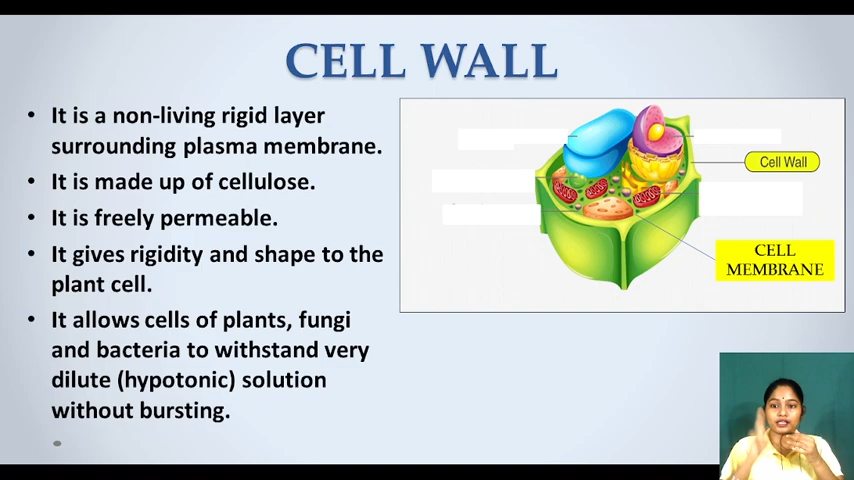 CELL WALL
• It is a non-living rigid layer
surrounding plasma membrane.
• It is made up of cellulose.
• It is freely permeable.
• It gives rigidity and shape to the
plant cell.
• It allows cells of plants, fungi
and bacteria to withstand very
dilute (hypotonic) solution
without bursting.
Cell Wall
CELL
MEMBRANE